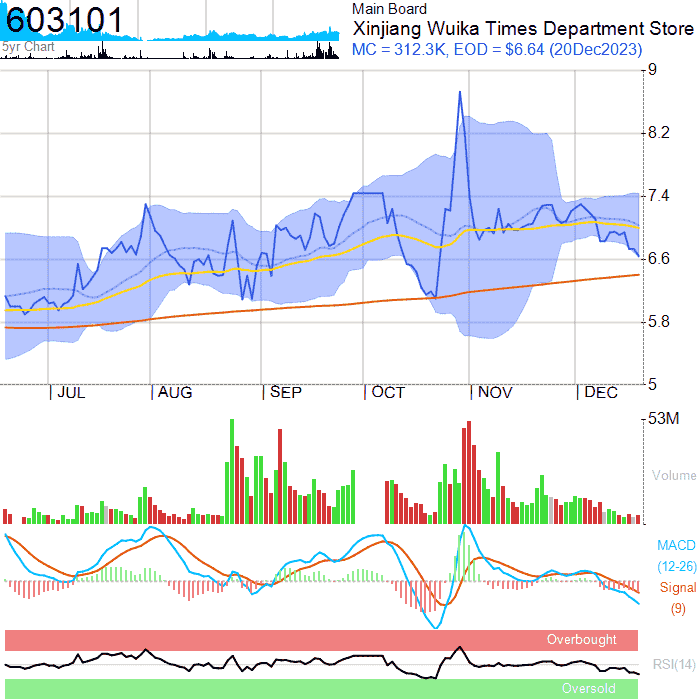 603101
5yr Chart
Main Board
Xinjiang Wuika Times Department Store
MC = 312.3K, EOD = $6.64 (20Dec2023)
9
8.2
7.4
6.6
5.8
5
JUL
AUG
SEP
OCT
NOV
DEC
53M
Volume
MACD
(12-26)
Signal
(9)
Overbought
RSI(14)
Oversold